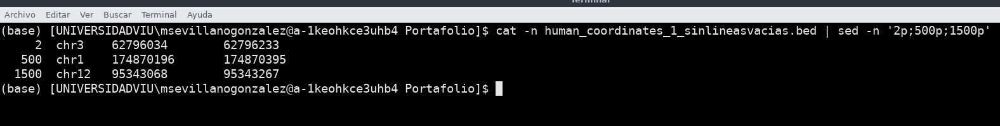 Terminal
Archivo Editar Ver Buscar Terminal Ayuda
(base) [UNIVERSIDADVIU\msevillanogonzalez@a-1keohkce3uhb4 Portafolio]$ cat -n human_coordinates_1_sinlineasvacias.bed | sed -n '2p;500p;1500p'
2 chr3 62796034 62796233
500 chr1 174870196 174870395
1500 chr12 95343068 95343267
(base) [UNIVERSIDADVIU\msevillanogonzalez@a-1keohkce3uhb4 Portafolio]$